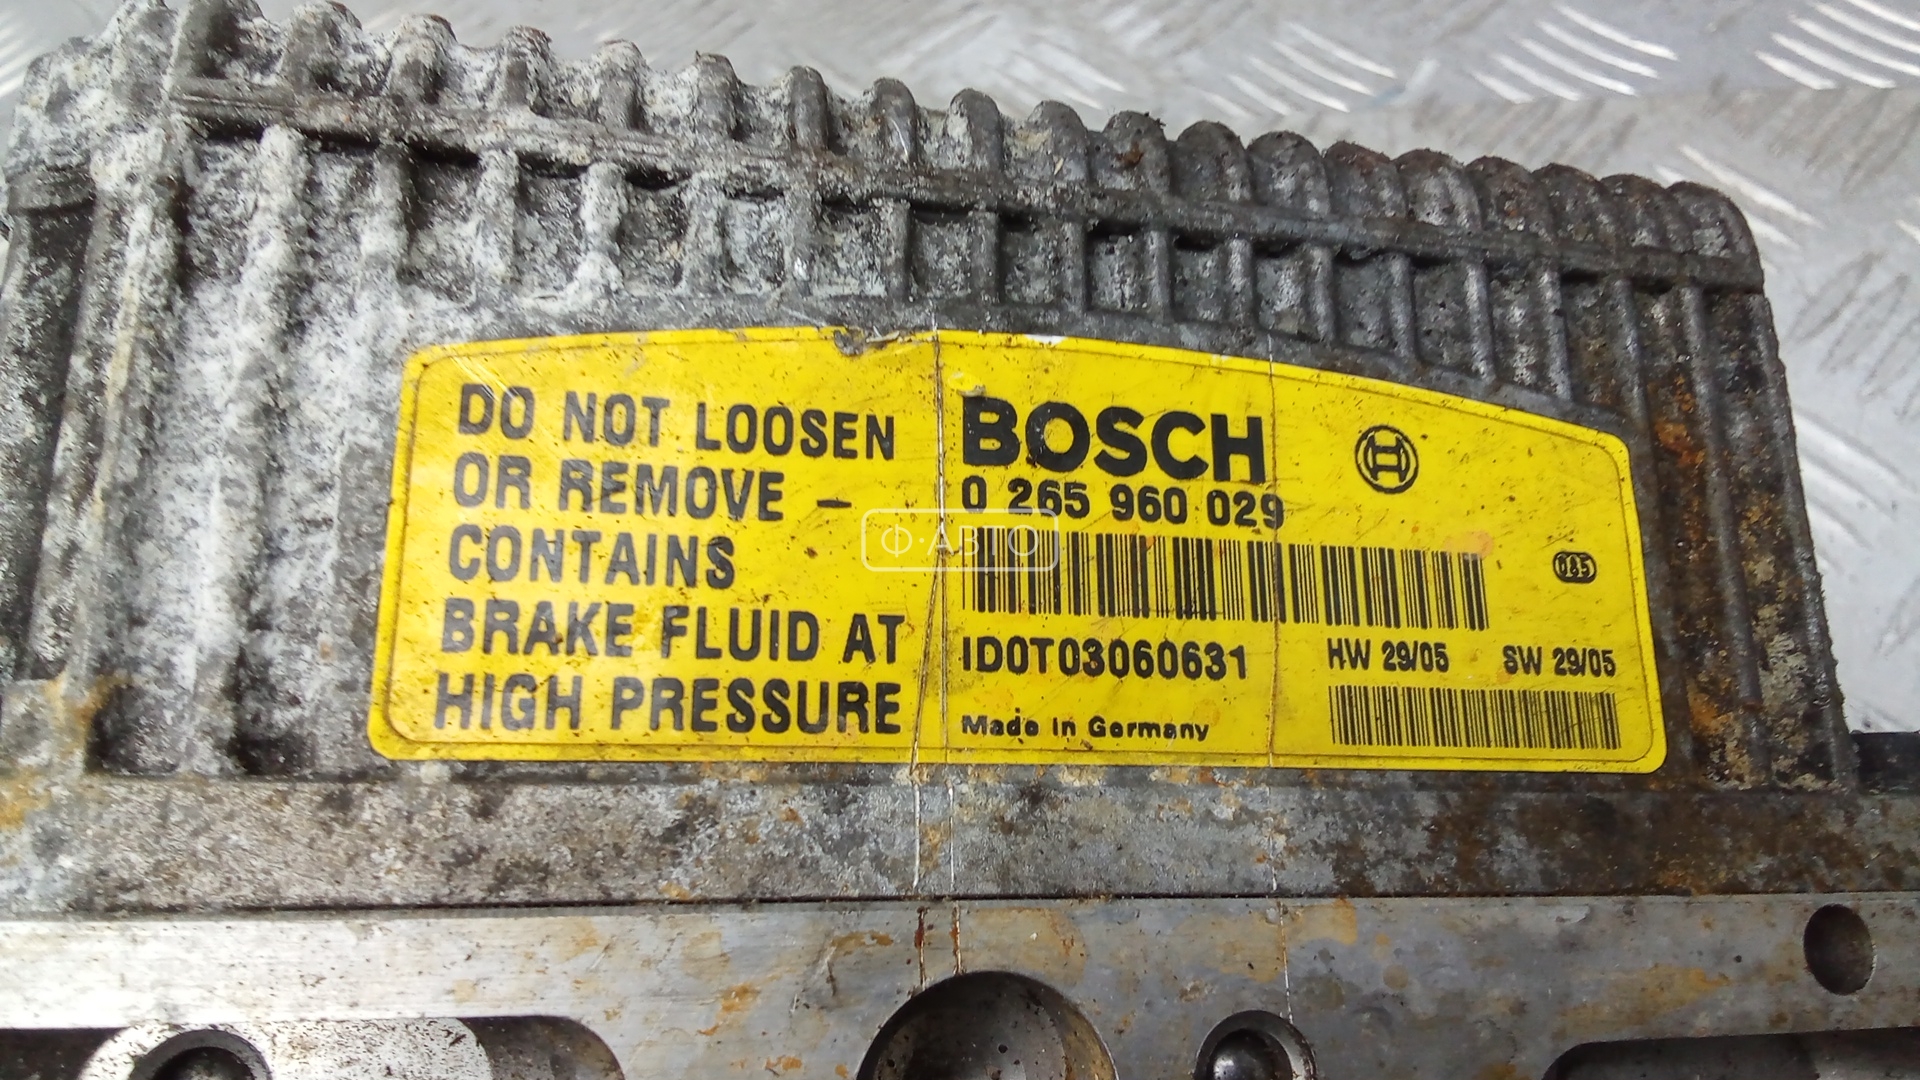 DO NOT LOOSEN
OR REMOVE –
CONTAINS
BRAKE FLUID AT
HIGH PRESSURE
BOSCH
0 265 960 029
Ф·АВТО
085
ID0T03060631
HW 29/05 SW 29/05
Made in Germany